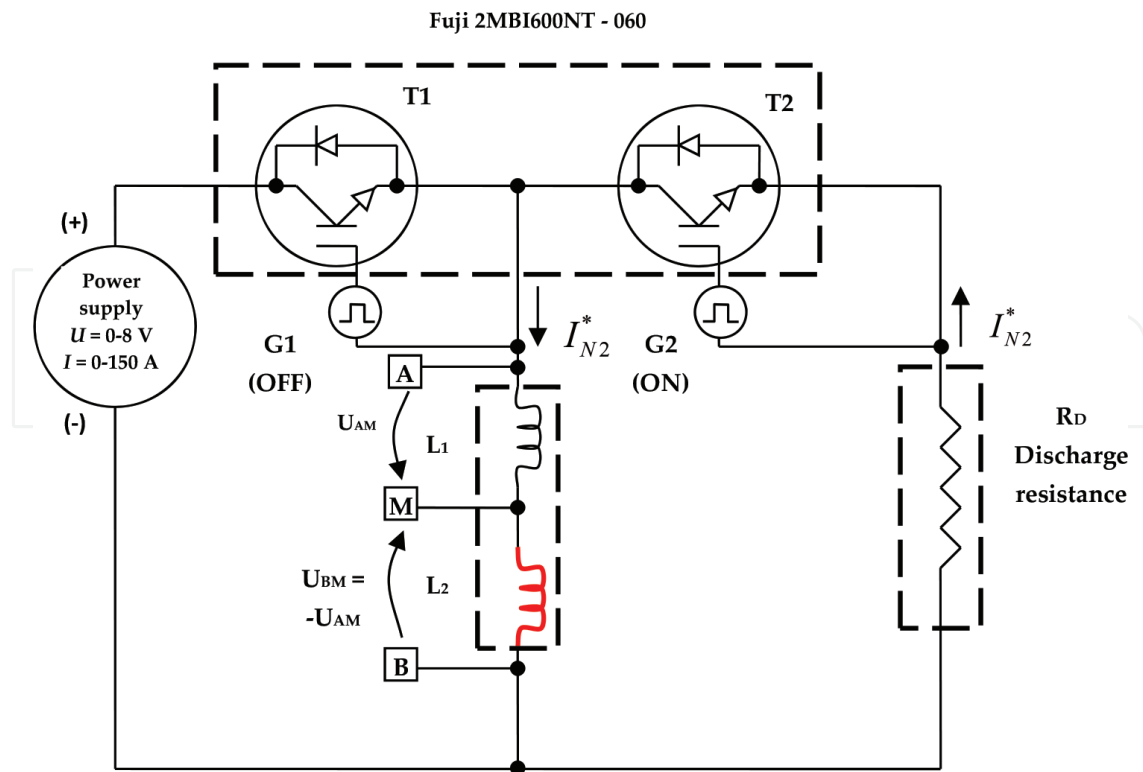 Fuji 2MBI600NT - 060
T1
T2
(+)
Power
supply
U = 0-8 V
I = 0-150 A
(-)
G1
(OFF)
I*N2
G2
(ON)
I*N2
A
UAM
L1
M
UBM =
-UAM
L2
B
RD
Discharge
resistance